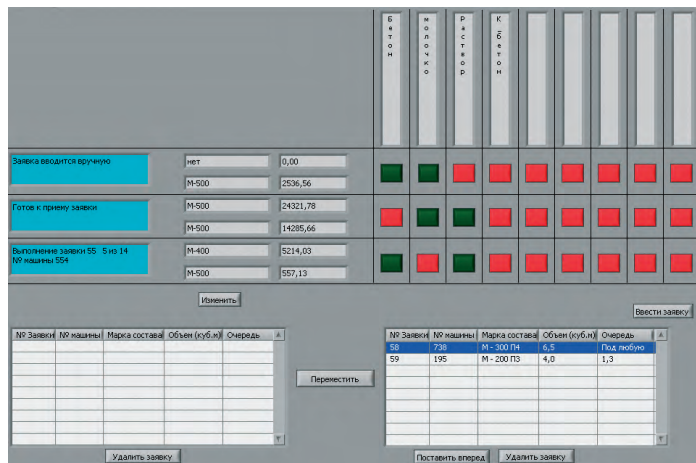 Бетон
молочко
Раствор
К_бетон
Заявка вводится вручную
нет 0,00
М-500 2536,56
Готов к приему заявки
М-500 24321,78
М-500 14285,66
Выполнение заявки 55 5 из 14
№ машины 554
М-400 5214,03
М-500 557,13
Изменить
Ввести заявку
№ Заявки № машины Марка состава Объем (куб.м) Очередь
Переместить
Удалить заявку
№ Заявки № машины Марка состава Объем (куб.м) Очередь
58 738 М - 300 П4 6,5 Под любую
59 195 М - 200 П3 4,0 1,3
Поставить вперед Удалить заявку